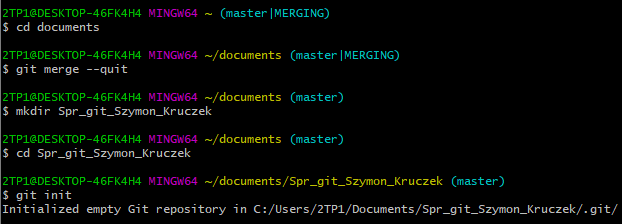 2TP1@DESKTOP-46FK4H4 MINGW64 ~ (master|MERGING)
$ cd documents
2TP1@DESKTOP-46FK4H4 MINGW64 ~/documents (master|MERGING)
$ git merge --quit
2TP1@DESKTOP-46FK4H4 MINGW64 ~/documents (master)
$ mkdir Spr_git_Szymon_Kruczek
2TP1@DESKTOP-46FK4H4 MINGW64 ~/documents (master)
$ cd Spr_git_Szymon_Kruczek
2TP1@DESKTOP-46FK4H4 MINGW64 ~/documents/Spr_git_Szymon_Kruczek (master)
$ git init
Initialized empty Git repository in C:/Users/2TP1/Documents/Spr_git_Szymon_Kruczek/.git/